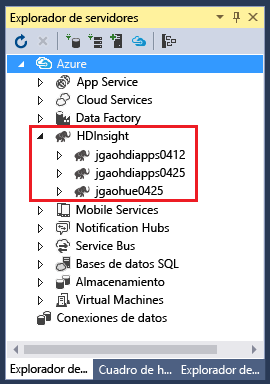 Explorador de servidores
Azure
App Service
Cloud Services
Data Factory
HDInsight
jgaohdiapps0412
jgaohdiapps0425
jgaohue0425
Mobile Services
Notification Hubs
Service Bus
Bases de datos SQL
Almacenamiento
Virtual Machines
Conexiones de datos
Explorador de... Cuadro de h... Explorador de...